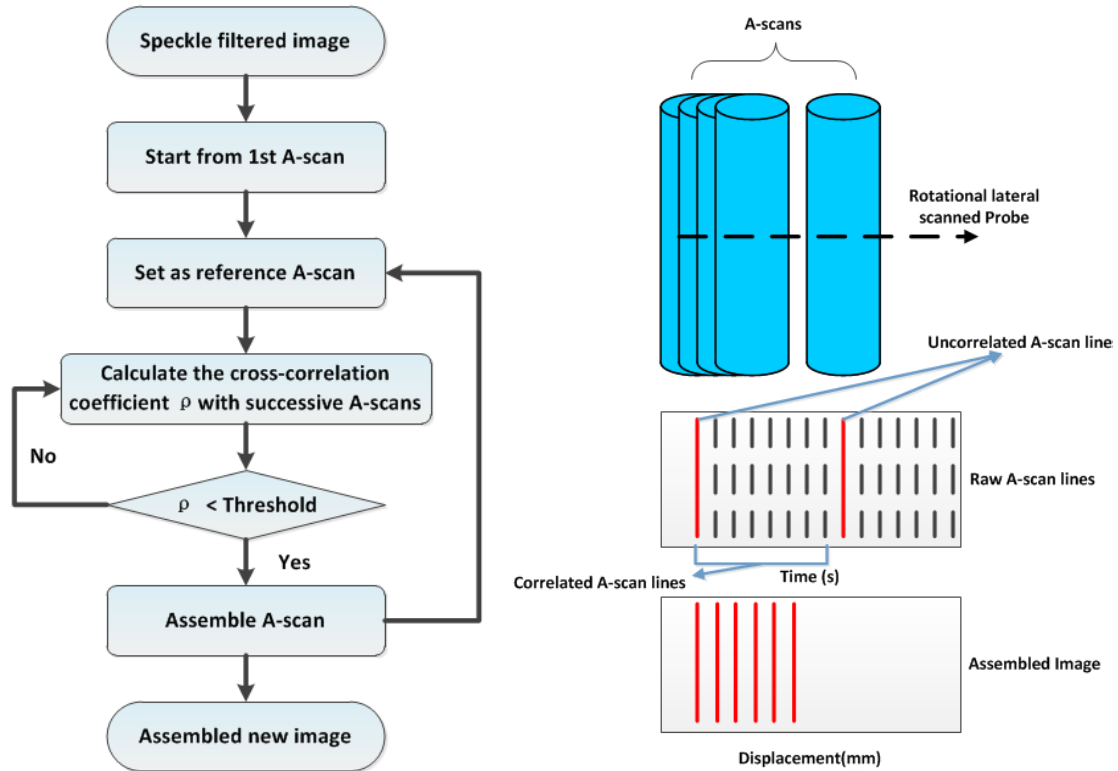 Speckle filtered image
Start from 1st A-scan
Set as reference A-scan
Calculate the cross-correlation
coefficient ρ with successive A-scans
No
ρ < Threshold
Yes
Assemble A-scan
Assembled new image
A-scans
Rotational lateral
scanned Probe
Uncorrelated A-scan lines
Raw A-scan lines
Correlated A-scan lines
Time (s)
Assembled Image
Displacement(mm)